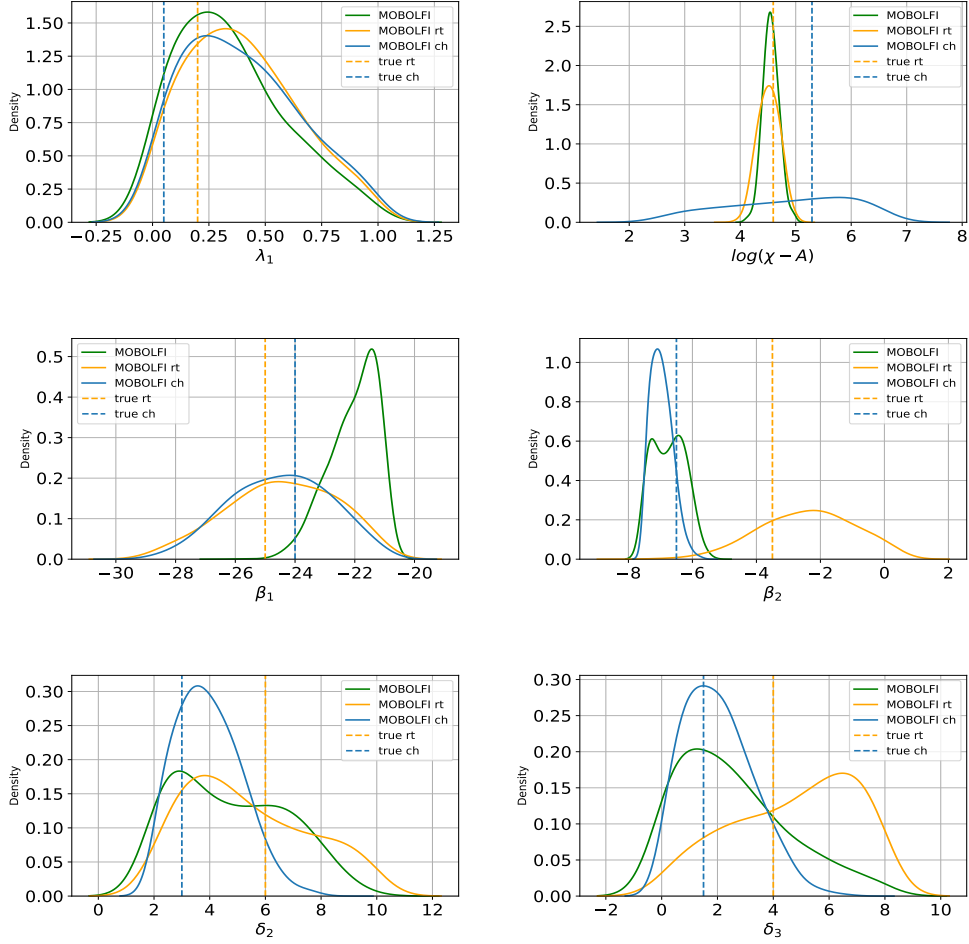 MOBOLFI
MOBOLFI rt
MOBOLFI ch
true rt
true ch
Density
1.50
1.25
1.00
0.75
0.50
0.25
0.00
−0.25 0.00 0.25 0.50 0.75 1.00 1.25
λ1
MOBOLFI
MOBOLFI rt
MOBOLFI ch
true rt
true ch
Density
2.5
2.0
1.5
1.0
0.5
0.0
2 3 4 5 6 7 8
log(χ − A)
MOBOLFI
MOBOLFI rt
MOBOLFI ch
true rt
true ch
Density
0.5
0.4
0.3
0.2
0.1
0.0
−30 −28 −26 −24 −22 −20
β1
MOBOLFI
MOBOLFI rt
MOBOLFI ch
true rt
true ch
Density
1.0
0.8
0.6
0.4
0.2
0.0
−8 −6 −4 −2 0 2
β2
MOBOLFI
MOBOLFI rt
MOBOLFI ch
true rt
true ch
Density
0.30
0.25
0.20
0.15
0.10
0.05
0.00
0 2 4 6 8 10 12
δ2
MOBOLFI
MOBOLFI rt
MOBOLFI ch
true rt
true ch
Density
0.30
0.25
0.20
0.15
0.10
0.05
0.00
−2 0 2 4 6 8 10
δ3